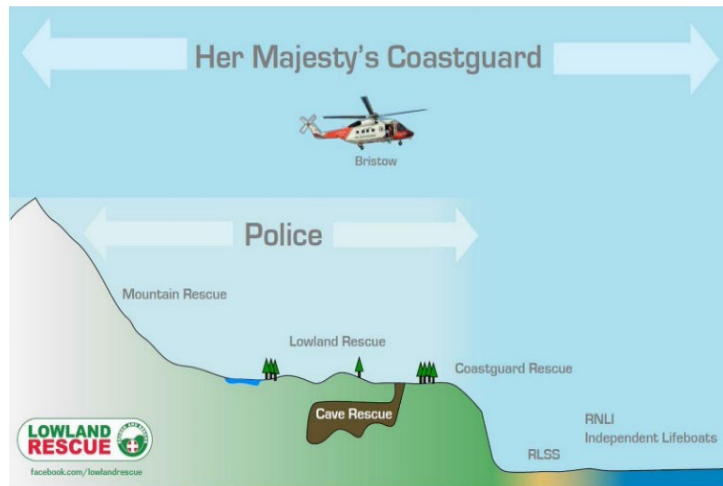 Her Majesty's Coastguard
Bristow
Police
Mountain Rescue
Lowland Rescue
Coastguard Rescue
Cave Rescue
RNLI
Independent Lifeboats
RLSS
LOWLAND
RESCUE
facebook.com/lowlandrescue